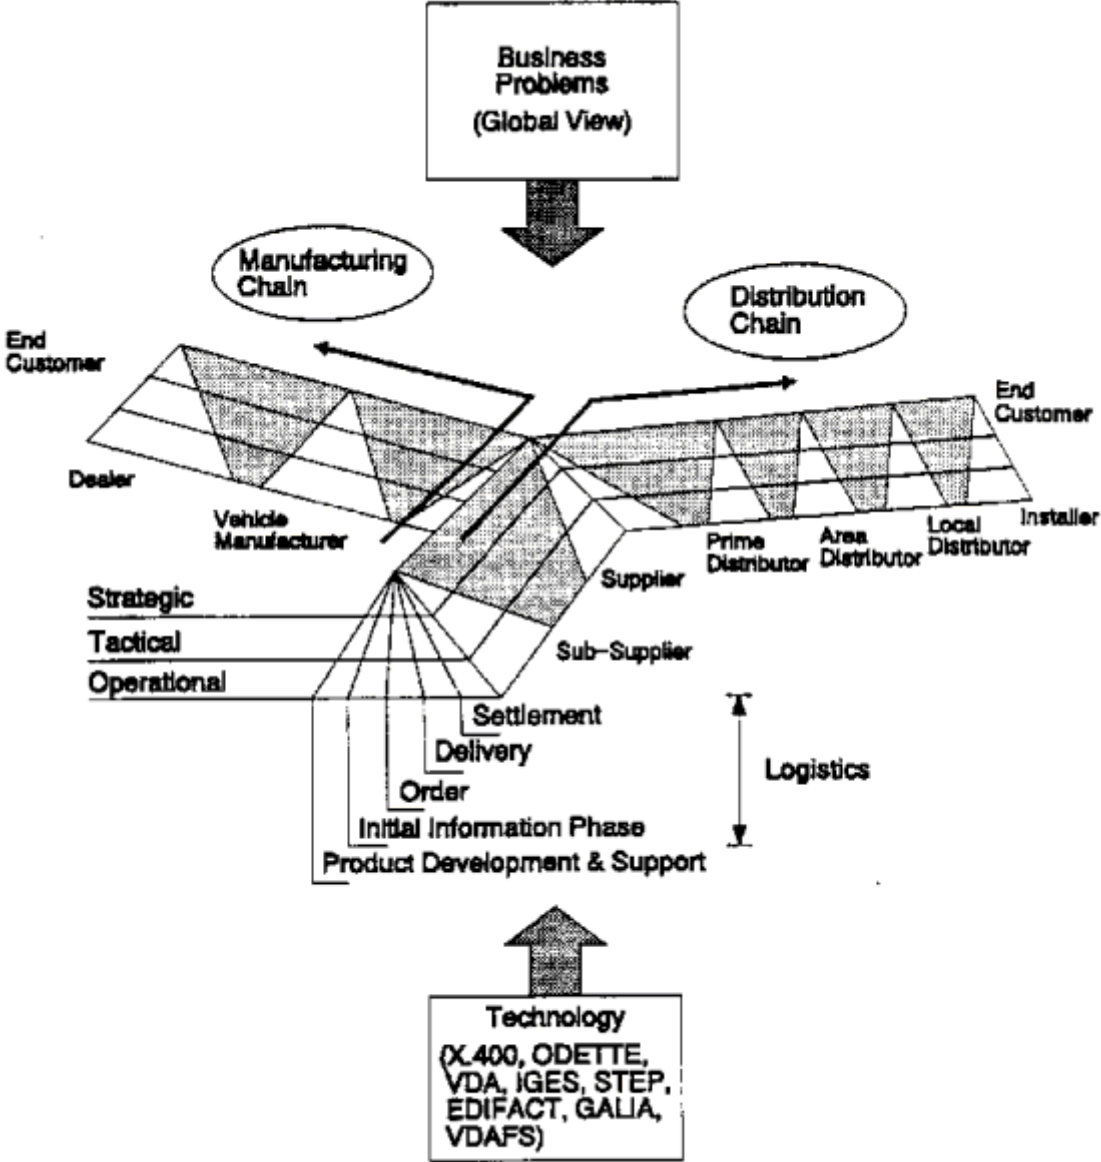 Business
Problems
(Global View)
Manufacturing
Chain
Distribution
Chain
End
Customer
End
Customer
Dealer
Vehicle
Manufacturer
Prime
Distributor
Area
Distributor
Local
Distributor
Installer
Supplier
Sub-Supplier
Strategic
Tactical
Operational
Settlement
Delivery
Order
Initial Information Phase
Product Development & Support
Logistics
Technology
(X.400, ODETTE,
VDA, IGES, STEP,
EDIFACT, GALIA,
VDAFS)